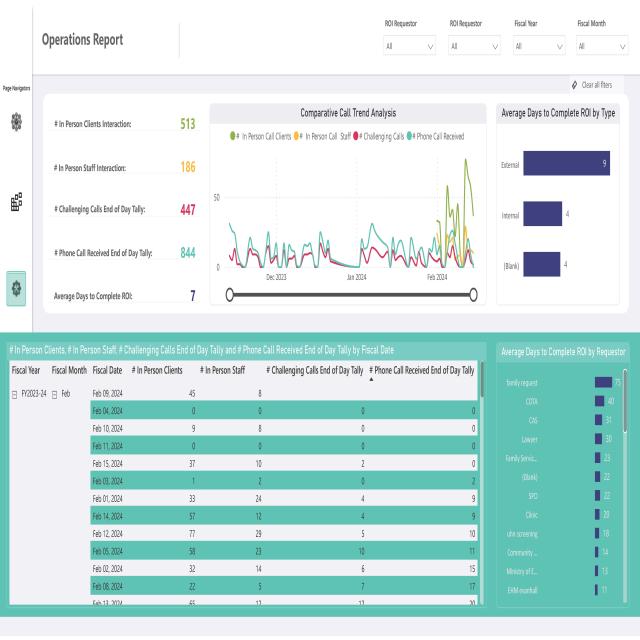 ROI Requestor
ROI Requestor
Fiscal Year
Fiscal Month
Operations Report
All
All
All
All
Page Navigators
Clear all filters
# In Person Clients Interaction: 513
# In Person Staff Interaction: 186
# Challenging Calls End of Day Tally: 447
# Phone Call Received End of Day Tally: 844
Average Days to Complete ROI: 7
Comparative Call Trend Analysis
# In Person Call Clients # In Person Call Staff # Challenging Calls # Phone Call Received
50
0
Dec 2023 Jan 2024 Feb 2024
Average Days to Complete ROI by Type
External 9
Internal 4
(Blank) 4
# In Person Clients, # In Person Staff, # Challenging Calls End of Day Tally and # Phone Call Received End of Day Tally by Fiscal Date
Fiscal Year Fiscal Month Fiscal Date # In Person Clients # In Person Staff # Challenging Calls End of Day Tally # Phone Call Received End of Day Tally
FY2023-24 Feb Feb 09, 2024 45 8
Feb 04, 2024 0 0 0 0
Feb 10, 2024 9 8 0 0
Feb 11, 2024 0 0 0 0
Feb 15, 2024 37 10 2 0
Feb 03, 2024 1 2 0 2
Feb 01, 2024 33 24 4 9
Feb 14, 2024 57 12 4 9
Feb 12, 2024 77 29 5 10
Feb 05, 2024 58 23 10 11
Feb 02, 2024 32 14 6 15
Feb 08, 2024 22 5 7 17
Feb 13, 2024 65 12 12 20
Average Days to Complete ROI by Requestor
family request 75
COTA 40
CAS 31
Lawyer 30
Family Servic... 23
(Blank) 22
SPO 22
Clinic 20
uhn screening 18
Community ... 14
Ministry of E... 13
11